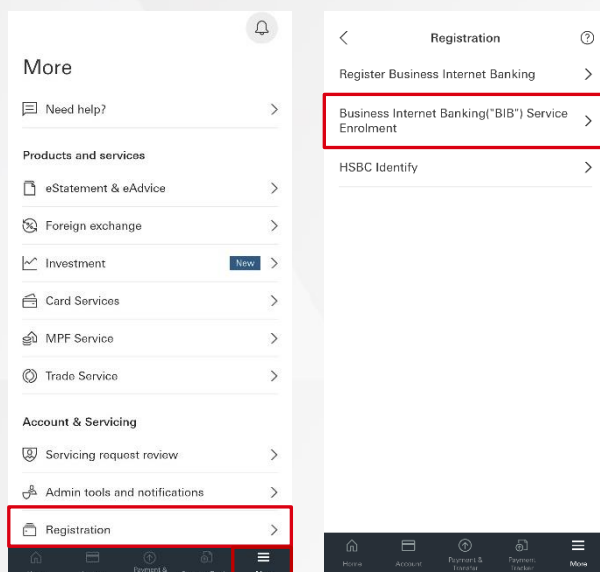 More
Need help?
Products and services
eStatement & eAdvice
Foreign exchange
Investment
New
Card Services
MPF Service
Trade Service
Account & Servicing
Servicing request review
Admin tools and notifications
Registration
Payment &
Registration
Register Business Internet Banking
Business Internet Banking("BIB") Service
Enrolment
HSBC Identify
Home
Account
Payment &
Transfer
Payment
Tracker
More